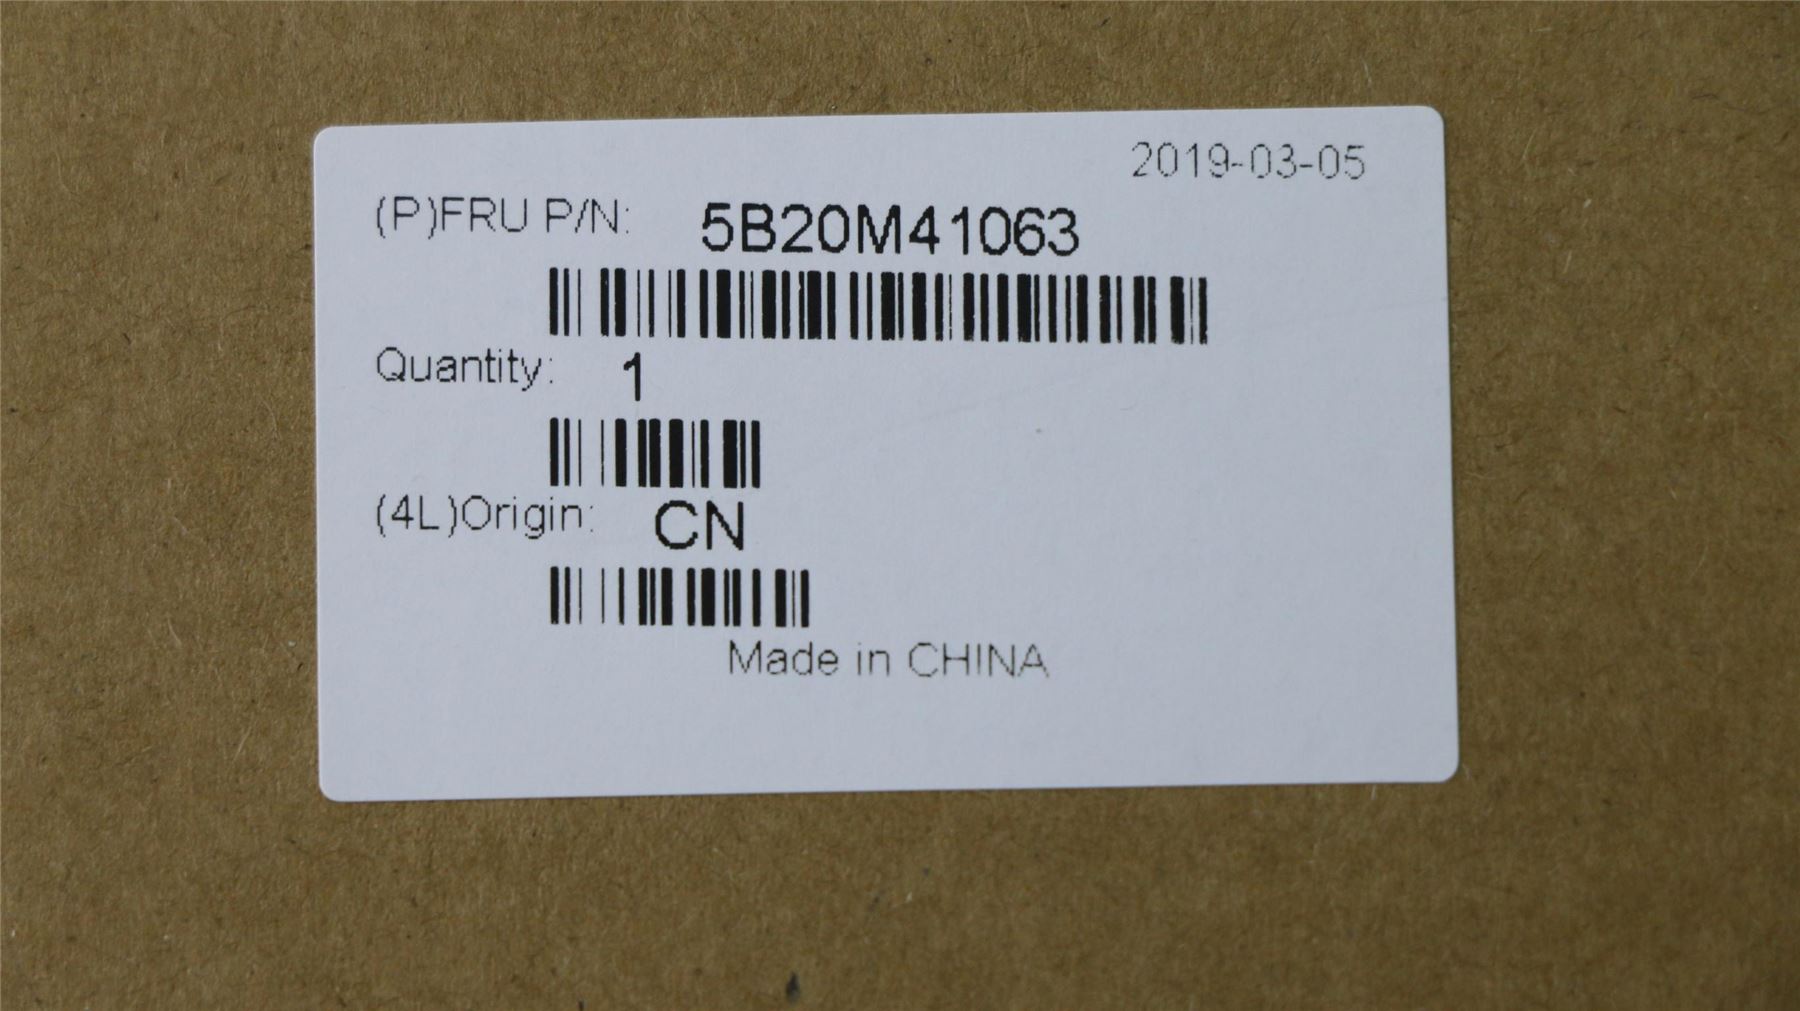 2019-03-05
(P)FRU P/N: 5B20M41063
Quantity: 1
(4L)Origin: CN
Made in CHINA